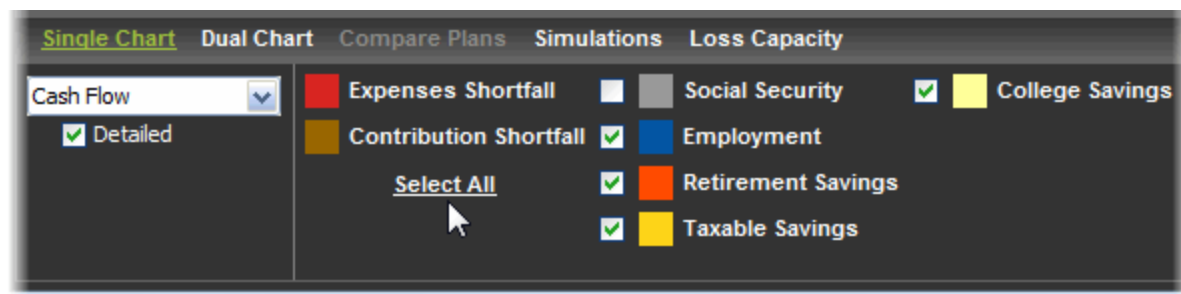 Single Chart Dual Chart Compare Plans Simulations Loss Capacity
Cash Flow
Detailed
Expenses Shortfall
Contribution Shortfall
Select All
Social Security
Employment
Retirement Savings
Taxable Savings
College Savings